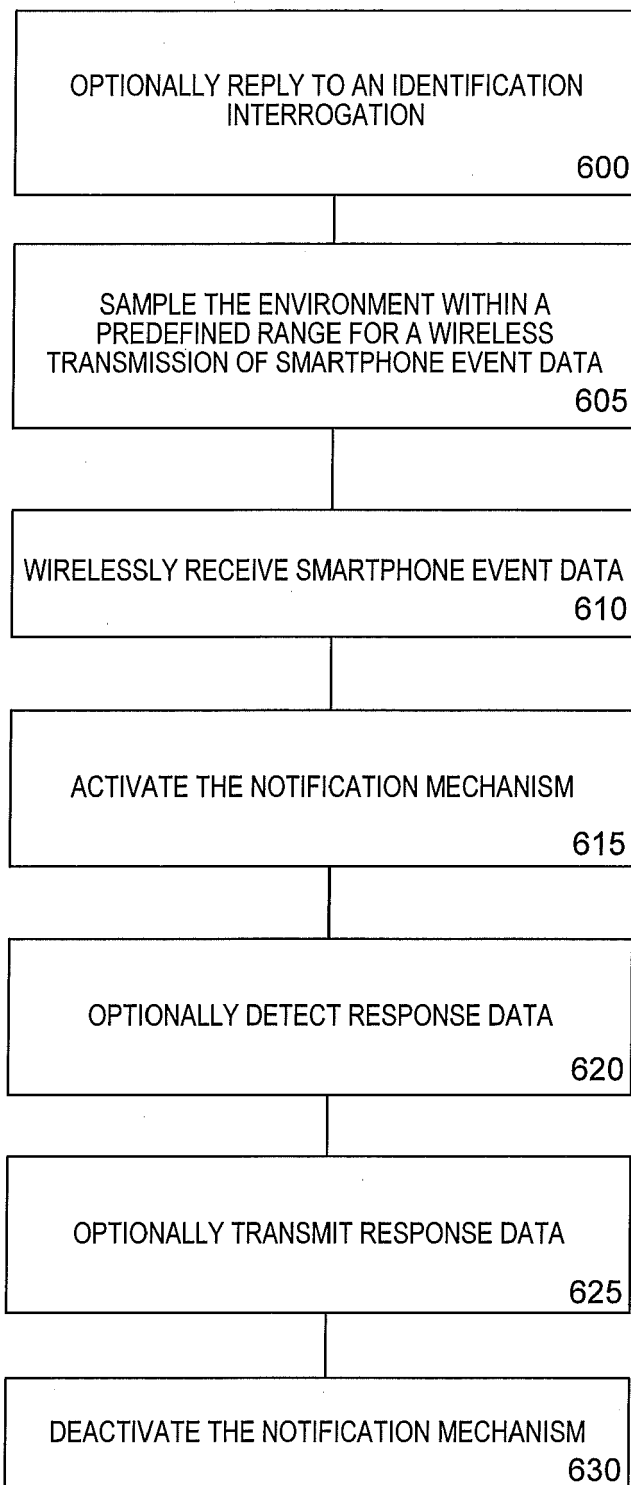 OPTIONALLY REPLY TO AN IDENTIFICATION
INTERROGATION
600
SAMPLE THE ENVIRONMENT WITHIN A
PREDEFINED RANGE FOR A WIRELESS
TRANSMISSION OF SMARTPHONE EVENT DATA
605
WIRELESSLY RECEIVE SMARTPHONE EVENT DATA
610
ACTIVATE THE NOTIFICATION MECHANISM
615
OPTIONALLY DETECT RESPONSE DATA
620
OPTIONALLY TRANSMIT RESPONSE DATA
625
DEACTIVATE THE NOTIFICATION MECHANISM
630